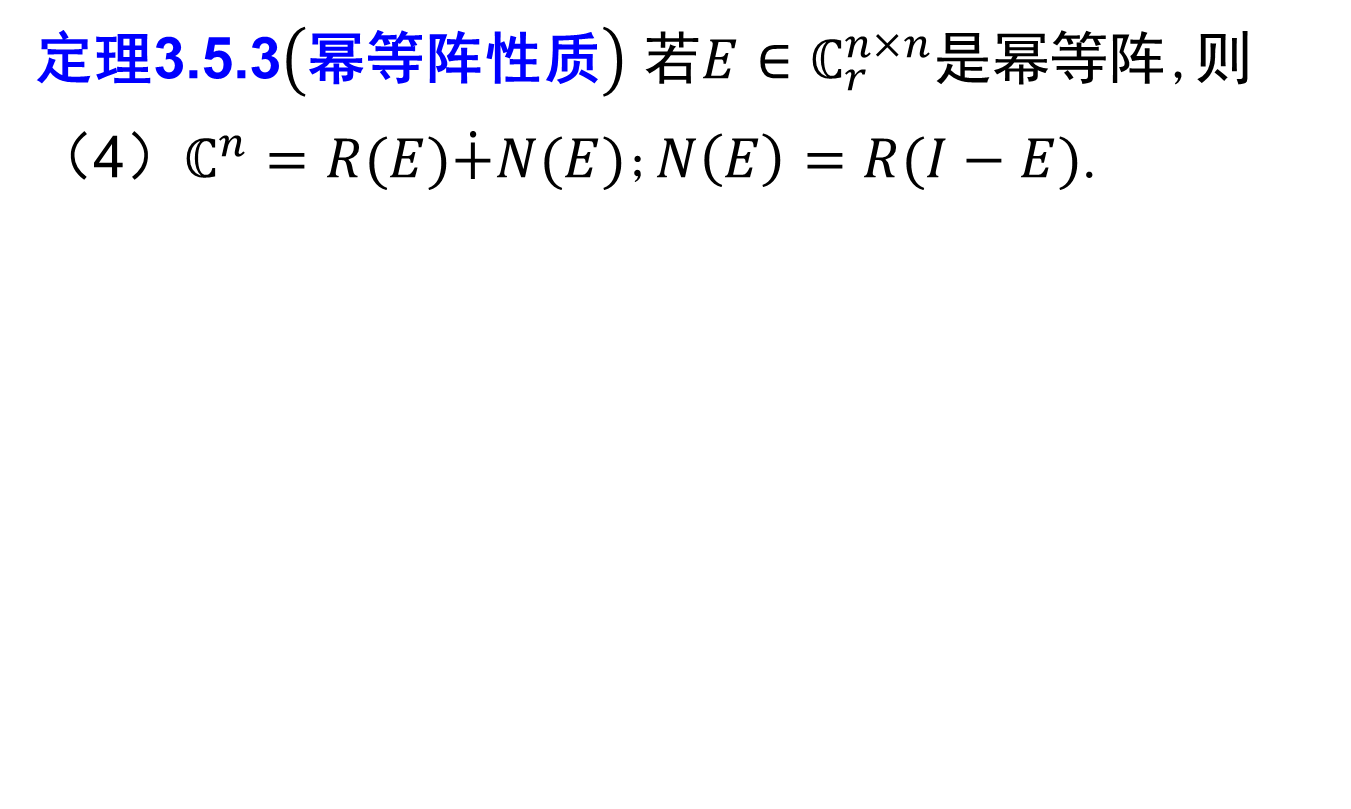 定理3.5.3(幂等阵性质) 若𝐸 ∈ ℂ_r^{n×n}是幂等阵,则
（4）ℂ^n = R(E)∔N(E);N(E) = R(I − E).